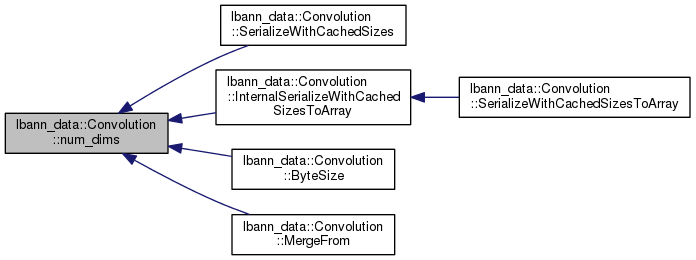 lbann_data::Convolution
::SerializeWithCachedSizes
lbann_data::Convolution
::InternalSerializeWithCached
SizesToArray
lbann_data::Convolution
::SerializeWithCachedSizesToArray
lbann_data::Convolution
::num_dims
lbann_data::Convolution
::ByteSize
lbann_data::Convolution
::MergeFrom